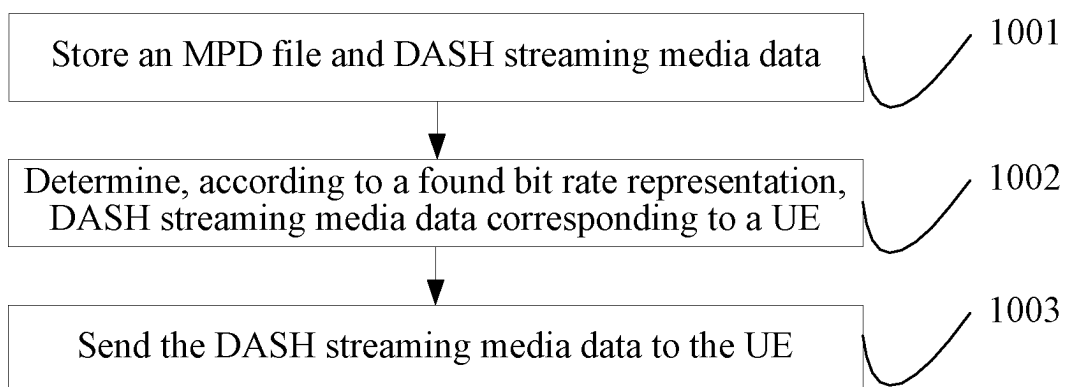 Store an MPD file and DASH streaming media data
1001
Determine, according to a found bit rate representation,
DASH streaming media data corresponding to a UE
1002
Send the DASH streaming media data to the UE
1003